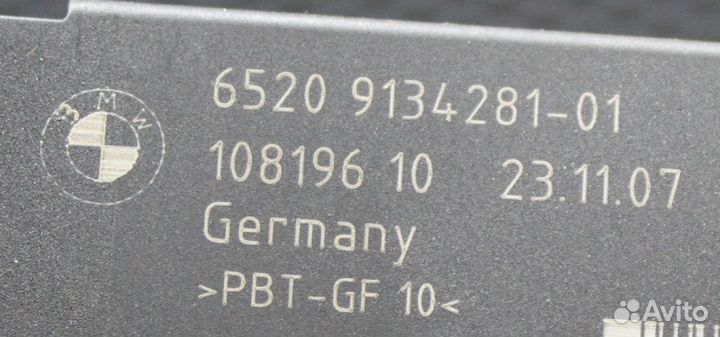 BMW
6520 9134281-01
108196 10 23.11.07
Germany
>PBT-GF 10<
Avito